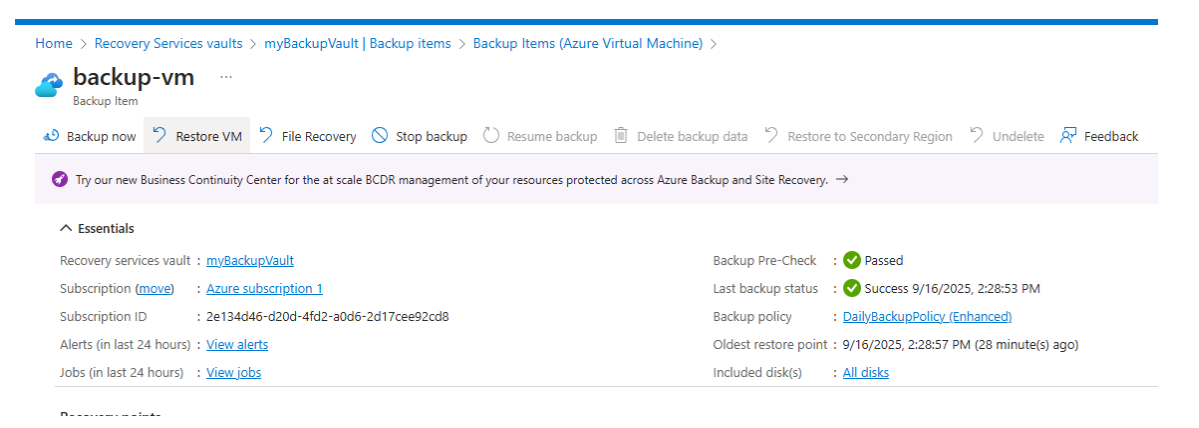 Home > Recovery Services vaults > myBackupVault | Backup items > Backup Items (Azure Virtual Machine) >
backup-vm ...
Backup Item
Backup now Restore VM File Recovery Stop backup Resume backup Delete backup data Restore to Secondary Region Undelete Feedback
Try our new Business Continuity Center for the at scale BCDR management of your resources protected across Azure Backup and Site Recovery. →
Essentials
Recovery services vault : myBackupVault
Subscription (move) : Azure subscription 1
Subscription ID : 2e134d46-d20d-4fd2-a0d6-2d17cee92cd8
Alerts (in last 24 hours) : View alerts
Jobs (in last 24 hours) : View jobs
Backup Pre-Check : Passed
Last backup status : Success 9/16/2025, 2:28:53 PM
Backup policy : DailyBackupPolicy (Enhanced)
Oldest restore point : 9/16/2025, 2:28:57 PM (28 minute(s) ago)
Included disk(s) : All disks